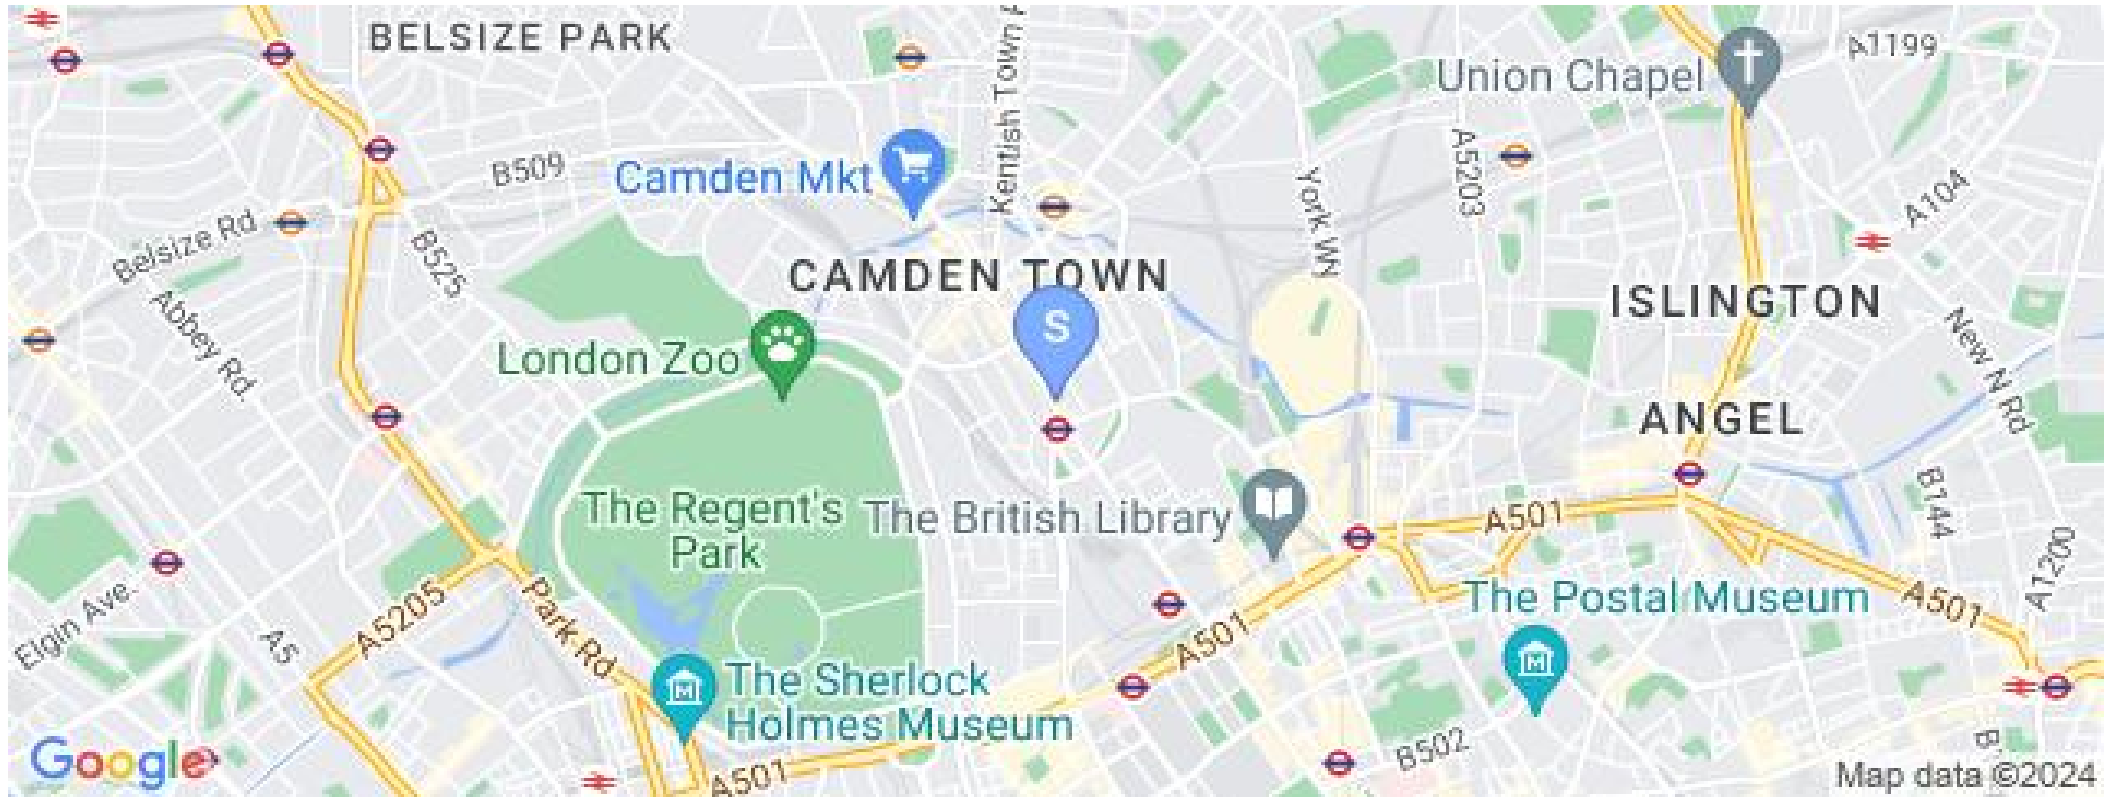 BELSIZE PARK
Kentish Town
A1199
Union Chapel
A5203
B509
Camden Mkt
York Wy
A104
Belsize Rd
B525
CAMDEN TOWN
S
ISLINGTON
Abbey Rd
London Zoo
New N Rd
ANGEL
The Regent's
Park
The British Library
A501
B144
A1200
Elgin Ave.
A5
A5205
Park Rd
The Postal Museum
A501
A501
The Sherlock
Holmes Museum
B502
A501
Google
Map data ©2024